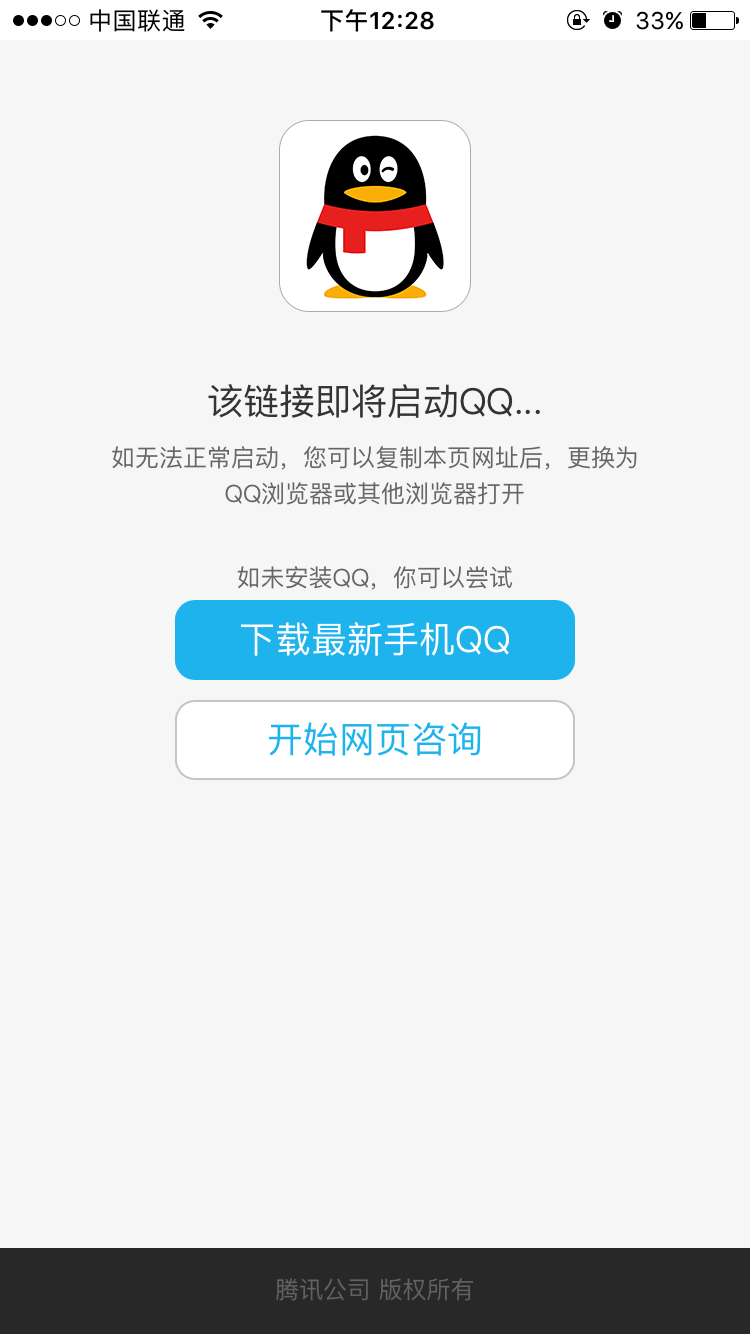 中国联通 下午12:28 33%
该链接即将启动QQ...
如无法正常启动，您可以复制本页网址后，更换为
QQ浏览器或其他浏览器打开
如未安装QQ，你可以尝试
下载最新手机QQ
开始网页咨询
腾讯公司 版权所有